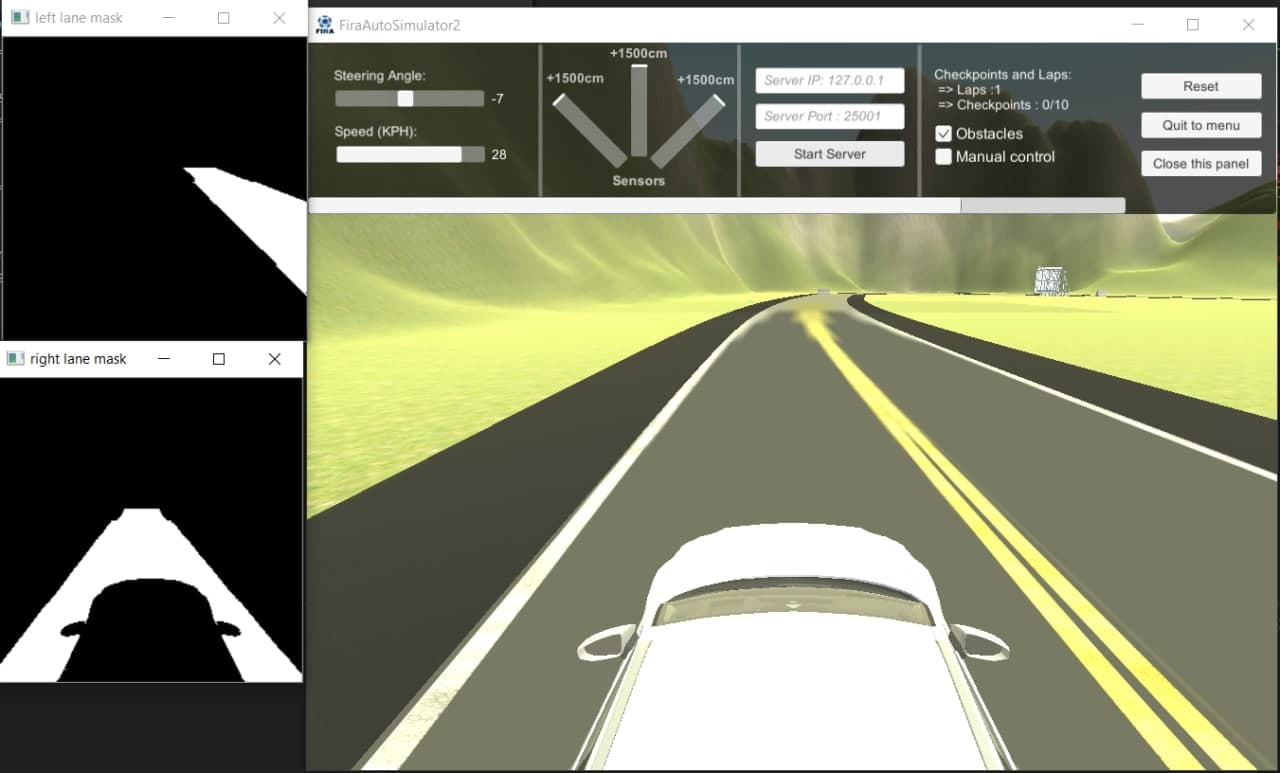 left lane mask
FIRA FiraAutoSimulator2
Steering Angle:
-7
Speed (KPH):
28
+1500cm
+1500cm
+1500cm
Sensors
Server IP: 127.0.0.1
Server Port : 25001
Start Server
Checkpoints and Laps:
=> Laps :1
=> Checkpoints : 0/10
Obstacles
Manual control
Reset
Quit to menu
Close this panel
right lane mask